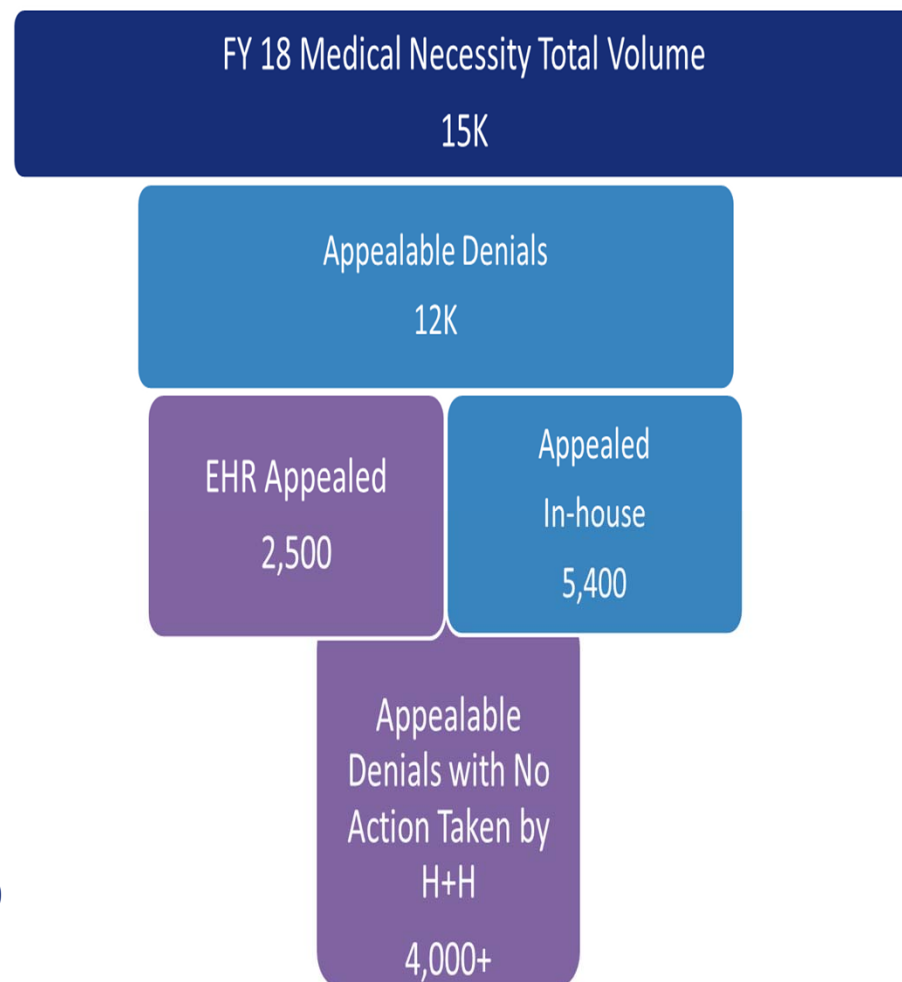 FY 18 Medical Necessity Total Volume
15K
Appealable Denials
12K
EHR Appealed
2,500
Appealed
In-house
5,400
Appealable
Denials with No
Action Taken by
H+H
4,000+